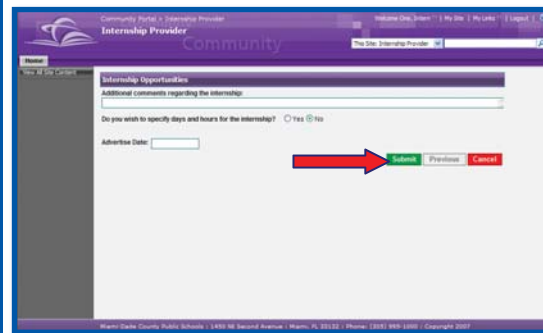 Community Portal > Internship Provider
Welcome One, Intern | My Site | My Links | Logout |
Internship Provider
Community
This Site: Internship Provider
Home
View All Site Content
Internship Opportunities
Additional comments regarding the internship:
Do you wish to specify days and hours for the internship? Yes No
Advertise Date:
Submit Previous Cancel
Miami-Dade County Public Schools : 1450 NE Second Avenue : Miami, FL 33132 : Phone: (305) 995-1000 : Copyright 2007